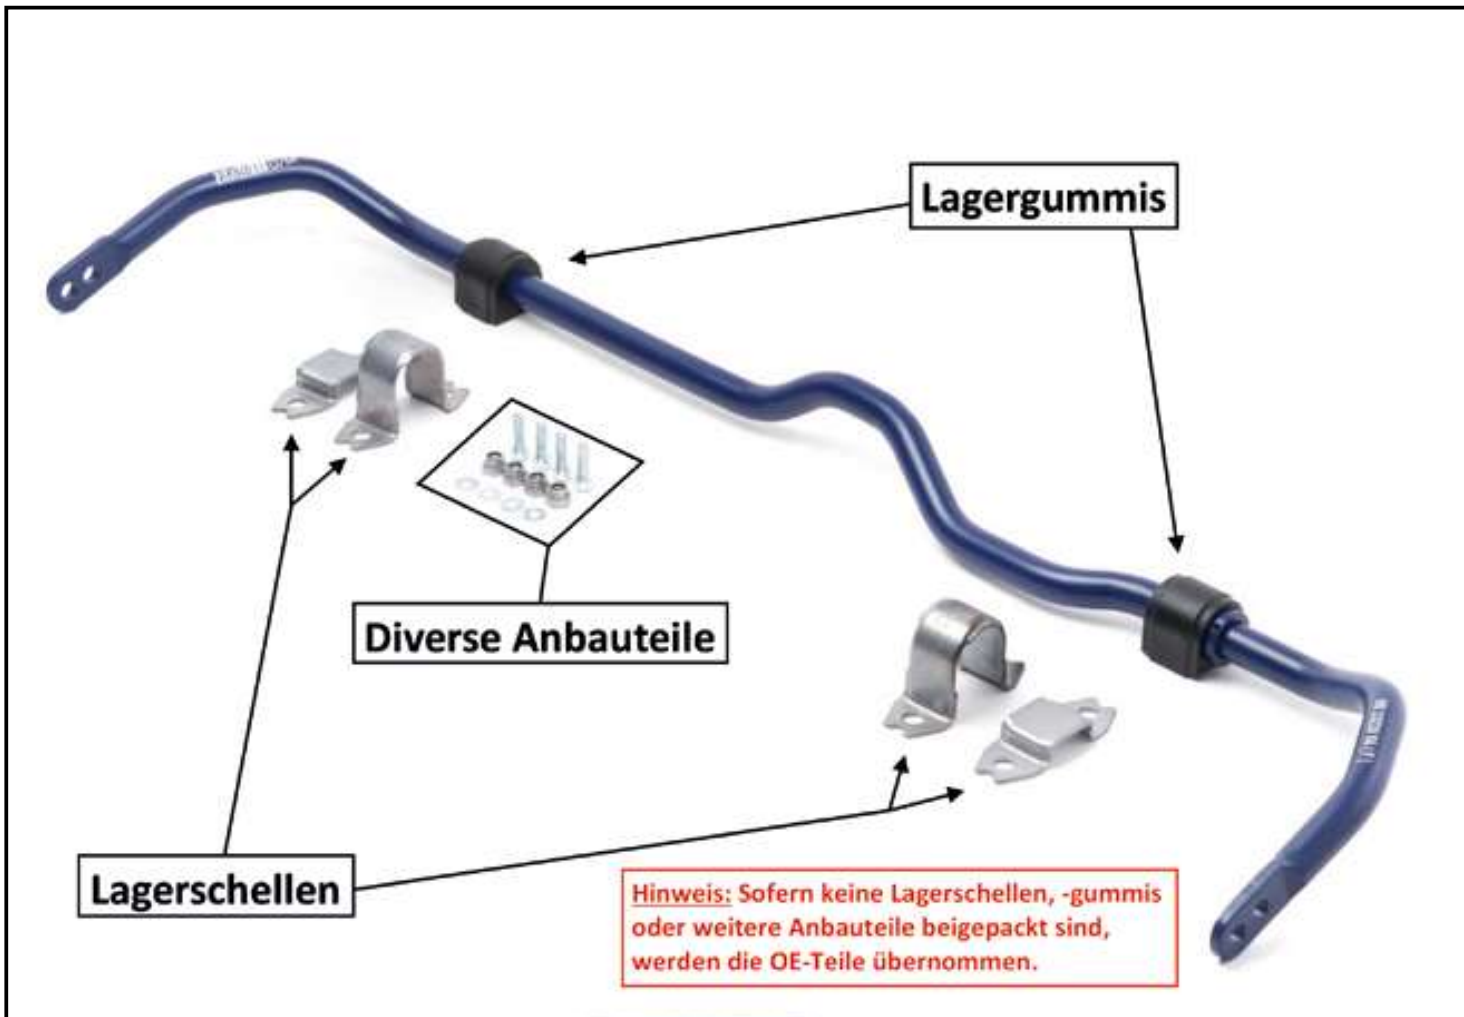 Lagergummis
Diverse Anbauteile
Lagerschellen
Hinweis: Sofern keine Lagerschellen, -gummis
oder weitere Anbauteile beigepackt sind,
werden die OE-Teile übernommen.